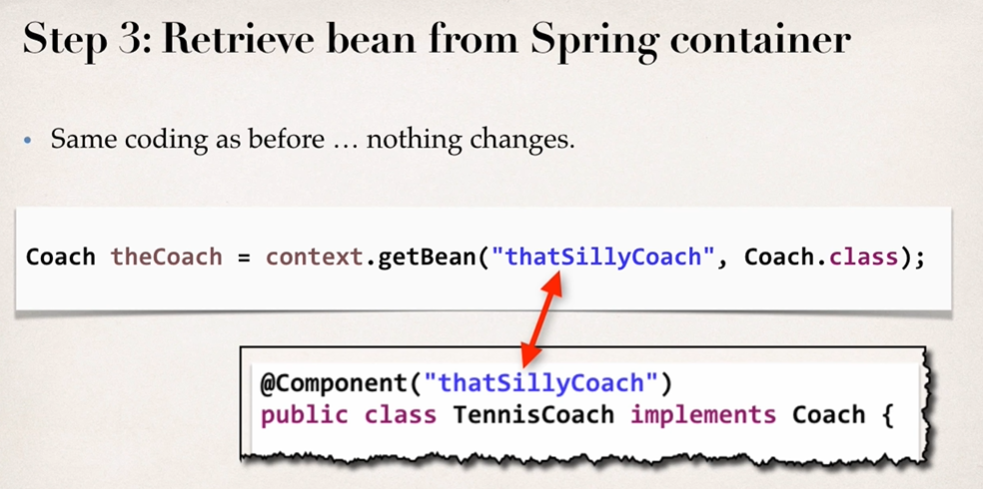 Step 3: Retrieve bean from Spring container
• Same coding as before … nothing changes.
Coach theCoach = context.getBean("thatSillyCoach", Coach.class);
@Component("thatSillyCoach")
public class TennisCoach implements Coach {